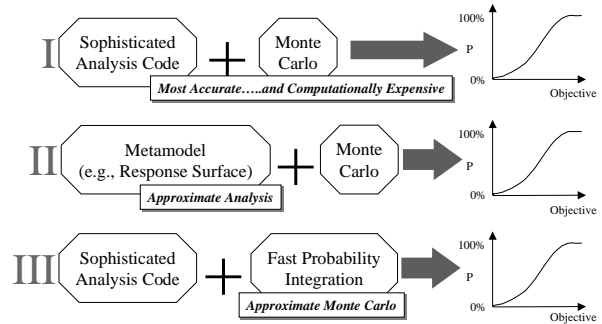 I
Sophisticated
Analysis Code
+
Monte
Carlo
Most Accurate.....and Computationally Expensive
100%
P
0%
Objective
II
Metamodel
(e.g., Response Surface)
+
Monte
Carlo
Approximate Analysis
100%
P
0%
Objective
III
Sophisticated
Analysis Code
+
Fast Probability
Integration
Approximate Monte Carlo
100%
P
0%
Objective